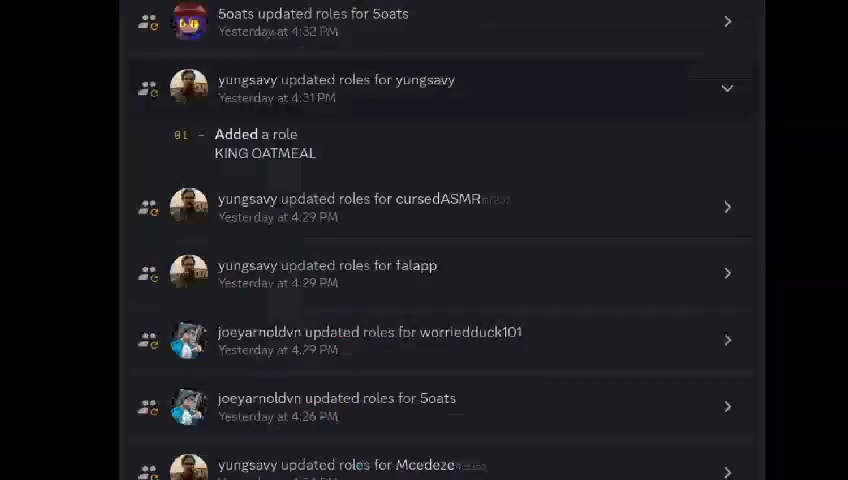 5oats updated roles for 5oats
Yesterday at 4:32 PM
yungsavy updated roles for yungsavy
Yesterday at 4:31 PM
01 – Added a role
KING OATMEAL
yungsavy updated roles for cursedASMR
Yesterday at 4:29 PM
yungsavy updated roles for falapp
Yesterday at 4:29 PM
joeyarnoldvn updated roles for worriedduck101
Yesterday at 4:29 PM
joeyarnoldvn updated roles for 5oats
Yesterday at 4:26 PM
yungsavy updated roles for Mcedeze